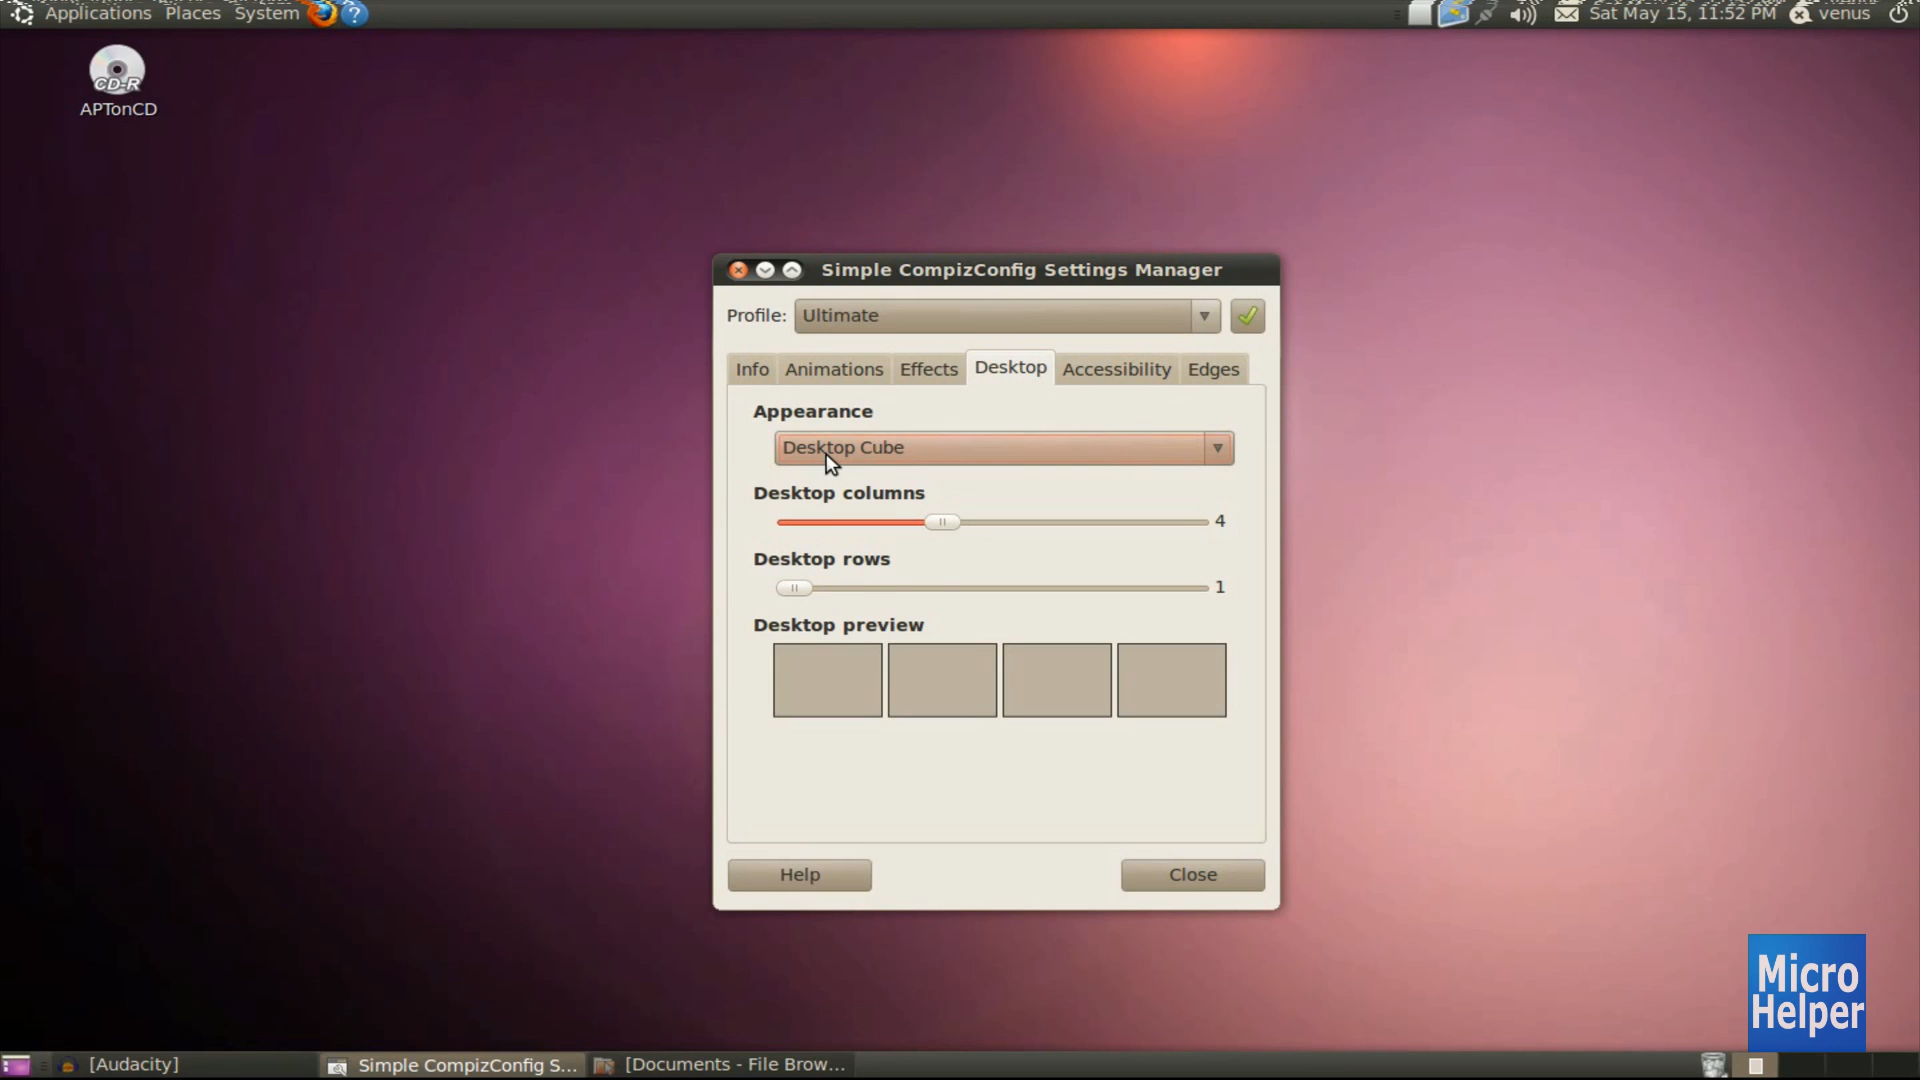 Applications Places System ? Sat May 15, 11:52 PM venus
CD-R
APTonCD
Simple CompizConfig Settings Manager
Profile: Ultimate
Info Animations Effects Desktop Accessibility Edges
Appearance
Desktop Cube
Desktop columns
4
Desktop rows
1
Desktop preview
Help Close
Micro
Helper
[Audacity] Simple CompizConfig S... [Documents - File Brow...